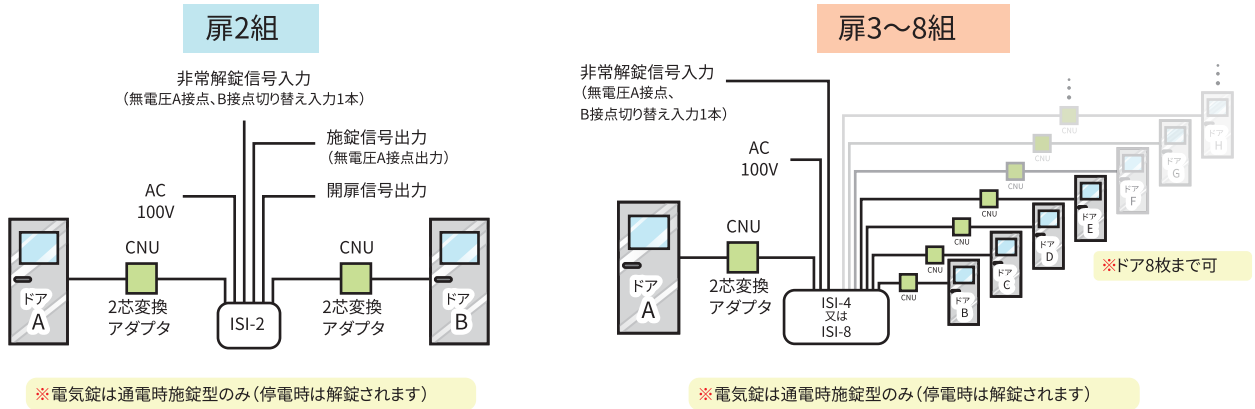 扉2組
非常解錠信号入力
（無電圧A接点、B接点切り替え入力1本）
施錠信号出力
（無電圧A接点出力）
AC
100V
開扉信号出力
CNU
CNU
ドア
A
2芯変換
アダプタ
ISI-2
2芯変換
アダプタ
ドア
B
※電気錠は通電時施錠型のみ（停電時は解錠されます）
扉3～8組
非常解錠信号入力
（無電圧A接点、
B接点切り替え入力1本）
AC
100V
CNU
ドア
A
2芯変換
アダプタ
ISI-4
又は
ISI-8
CNU
ドア
H
CNU
ドア
G
CNU
ドア
F
CNU
ドア
E
CNU
ドア
D
CNU
ドア
C
CNU
ドア
B
※ドア8枚まで可
※電気錠は通電時施錠型のみ（停電時は解錠されます）